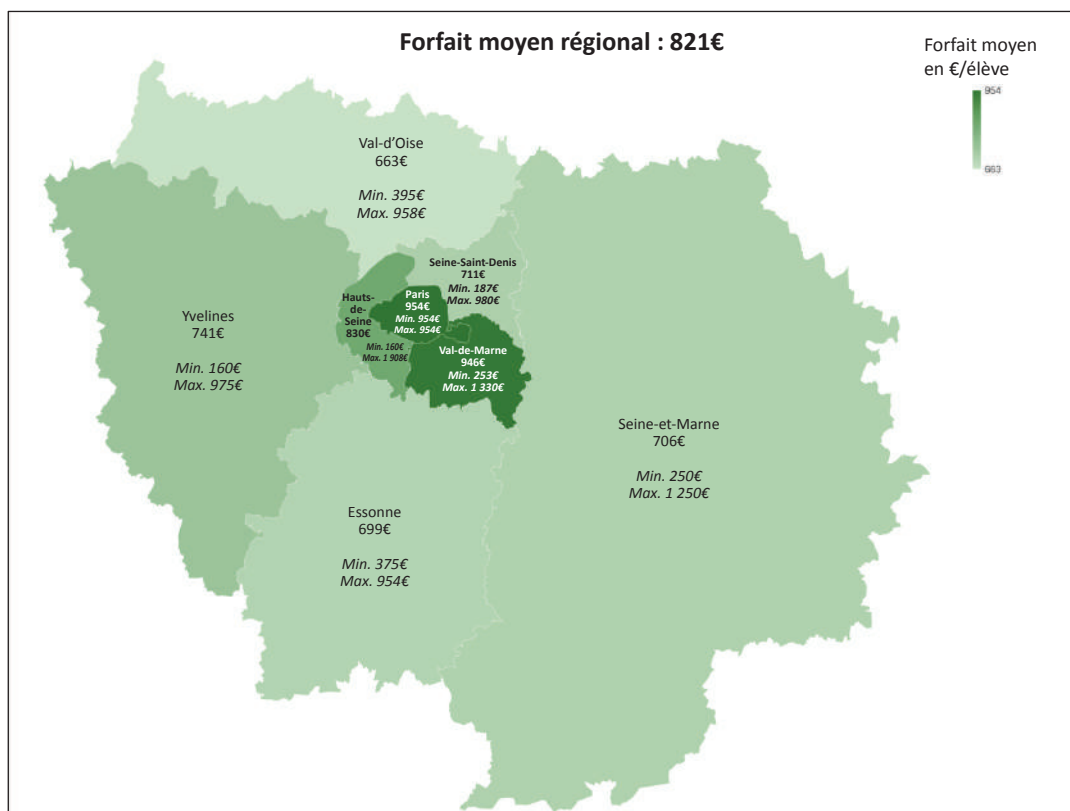 Forfait moyen régional : 821€
Forfait moyen
en €/élève
954
663
Val-d'Oise
663€
Min. 395€
Max. 958€
Seine-Saint-Denis
711€
Min. 187€
Max. 980€
Hauts-
de-
Seine
830€
Min. 160€
Max. 1 908€
Paris
954€
Min. 954€
Max. 954€
Val-de-Marne
946€
Min. 253€
Max. 1 330€
Yvelines
741€
Min. 160€
Max. 975€
Seine-et-Marne
706€
Min. 250€
Max. 1 250€
Essonne
699€
Min. 375€
Max. 954€